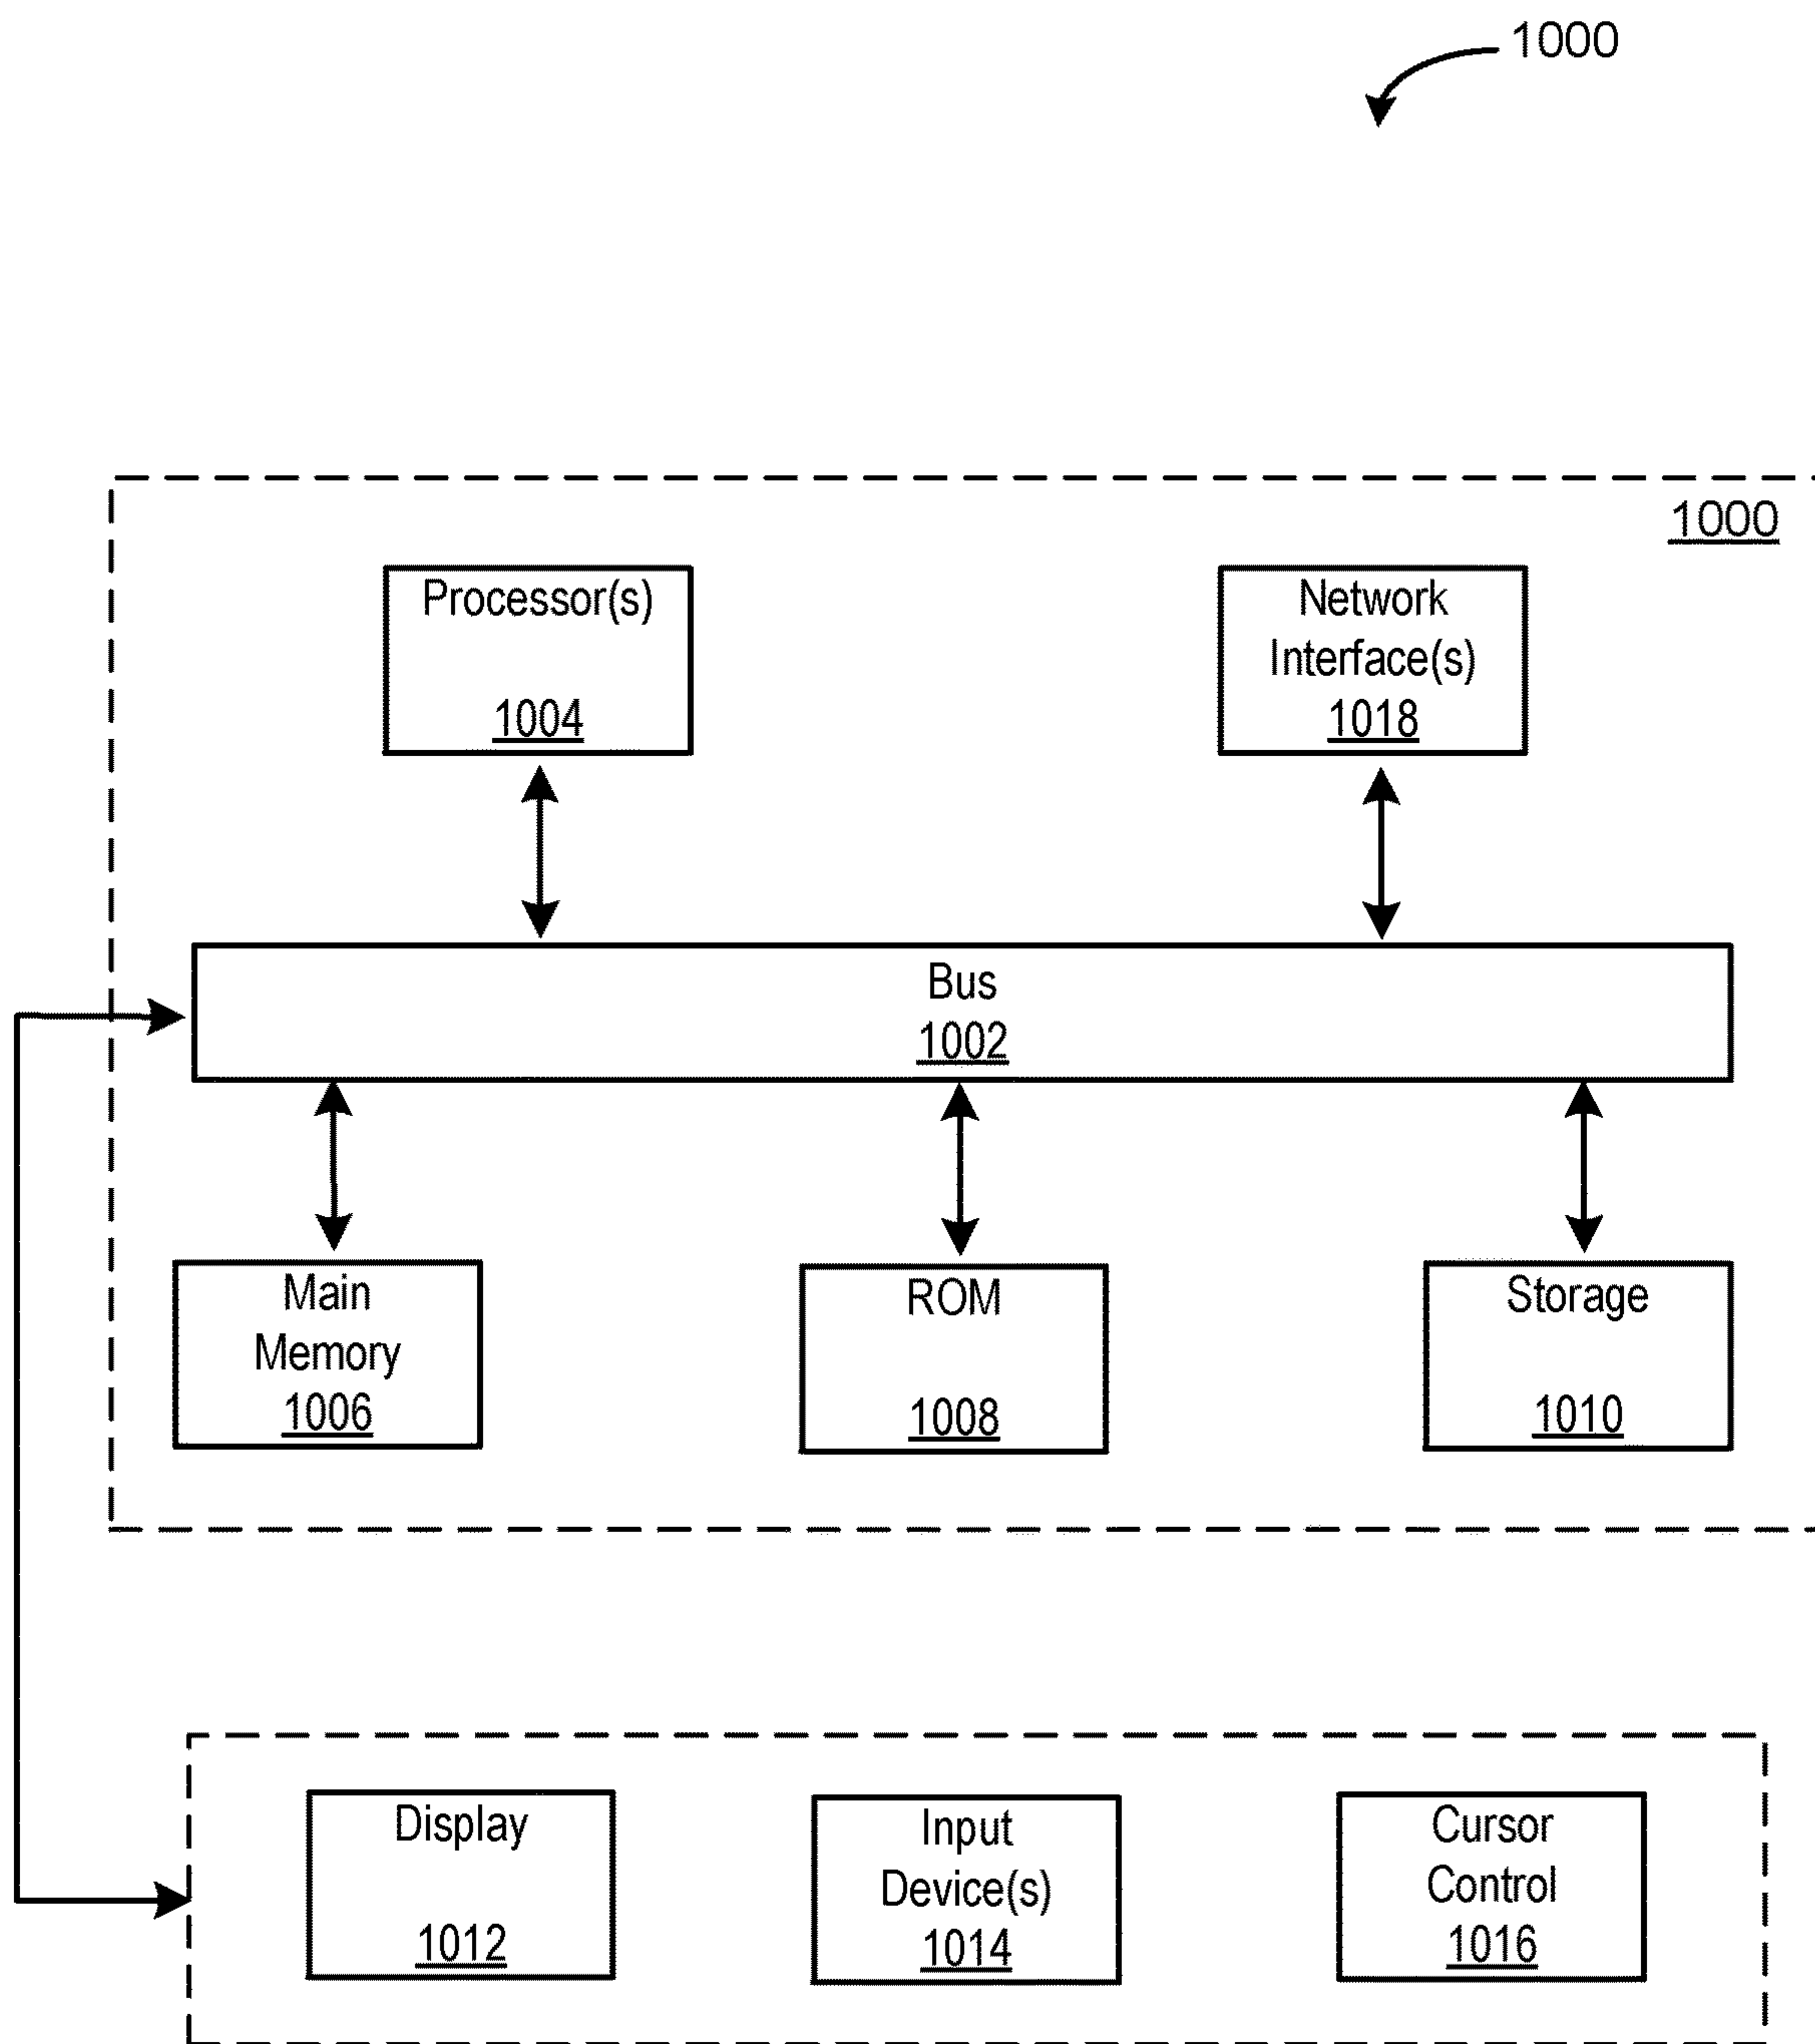 1000
1000
Processor(s)
1004
Network
Interface(s)
1018
Bus
1002
Main
Memory
1006
ROM
1008
Storage
1010
Display
1012
Input
Device(s)
1014
Cursor
Control
1016